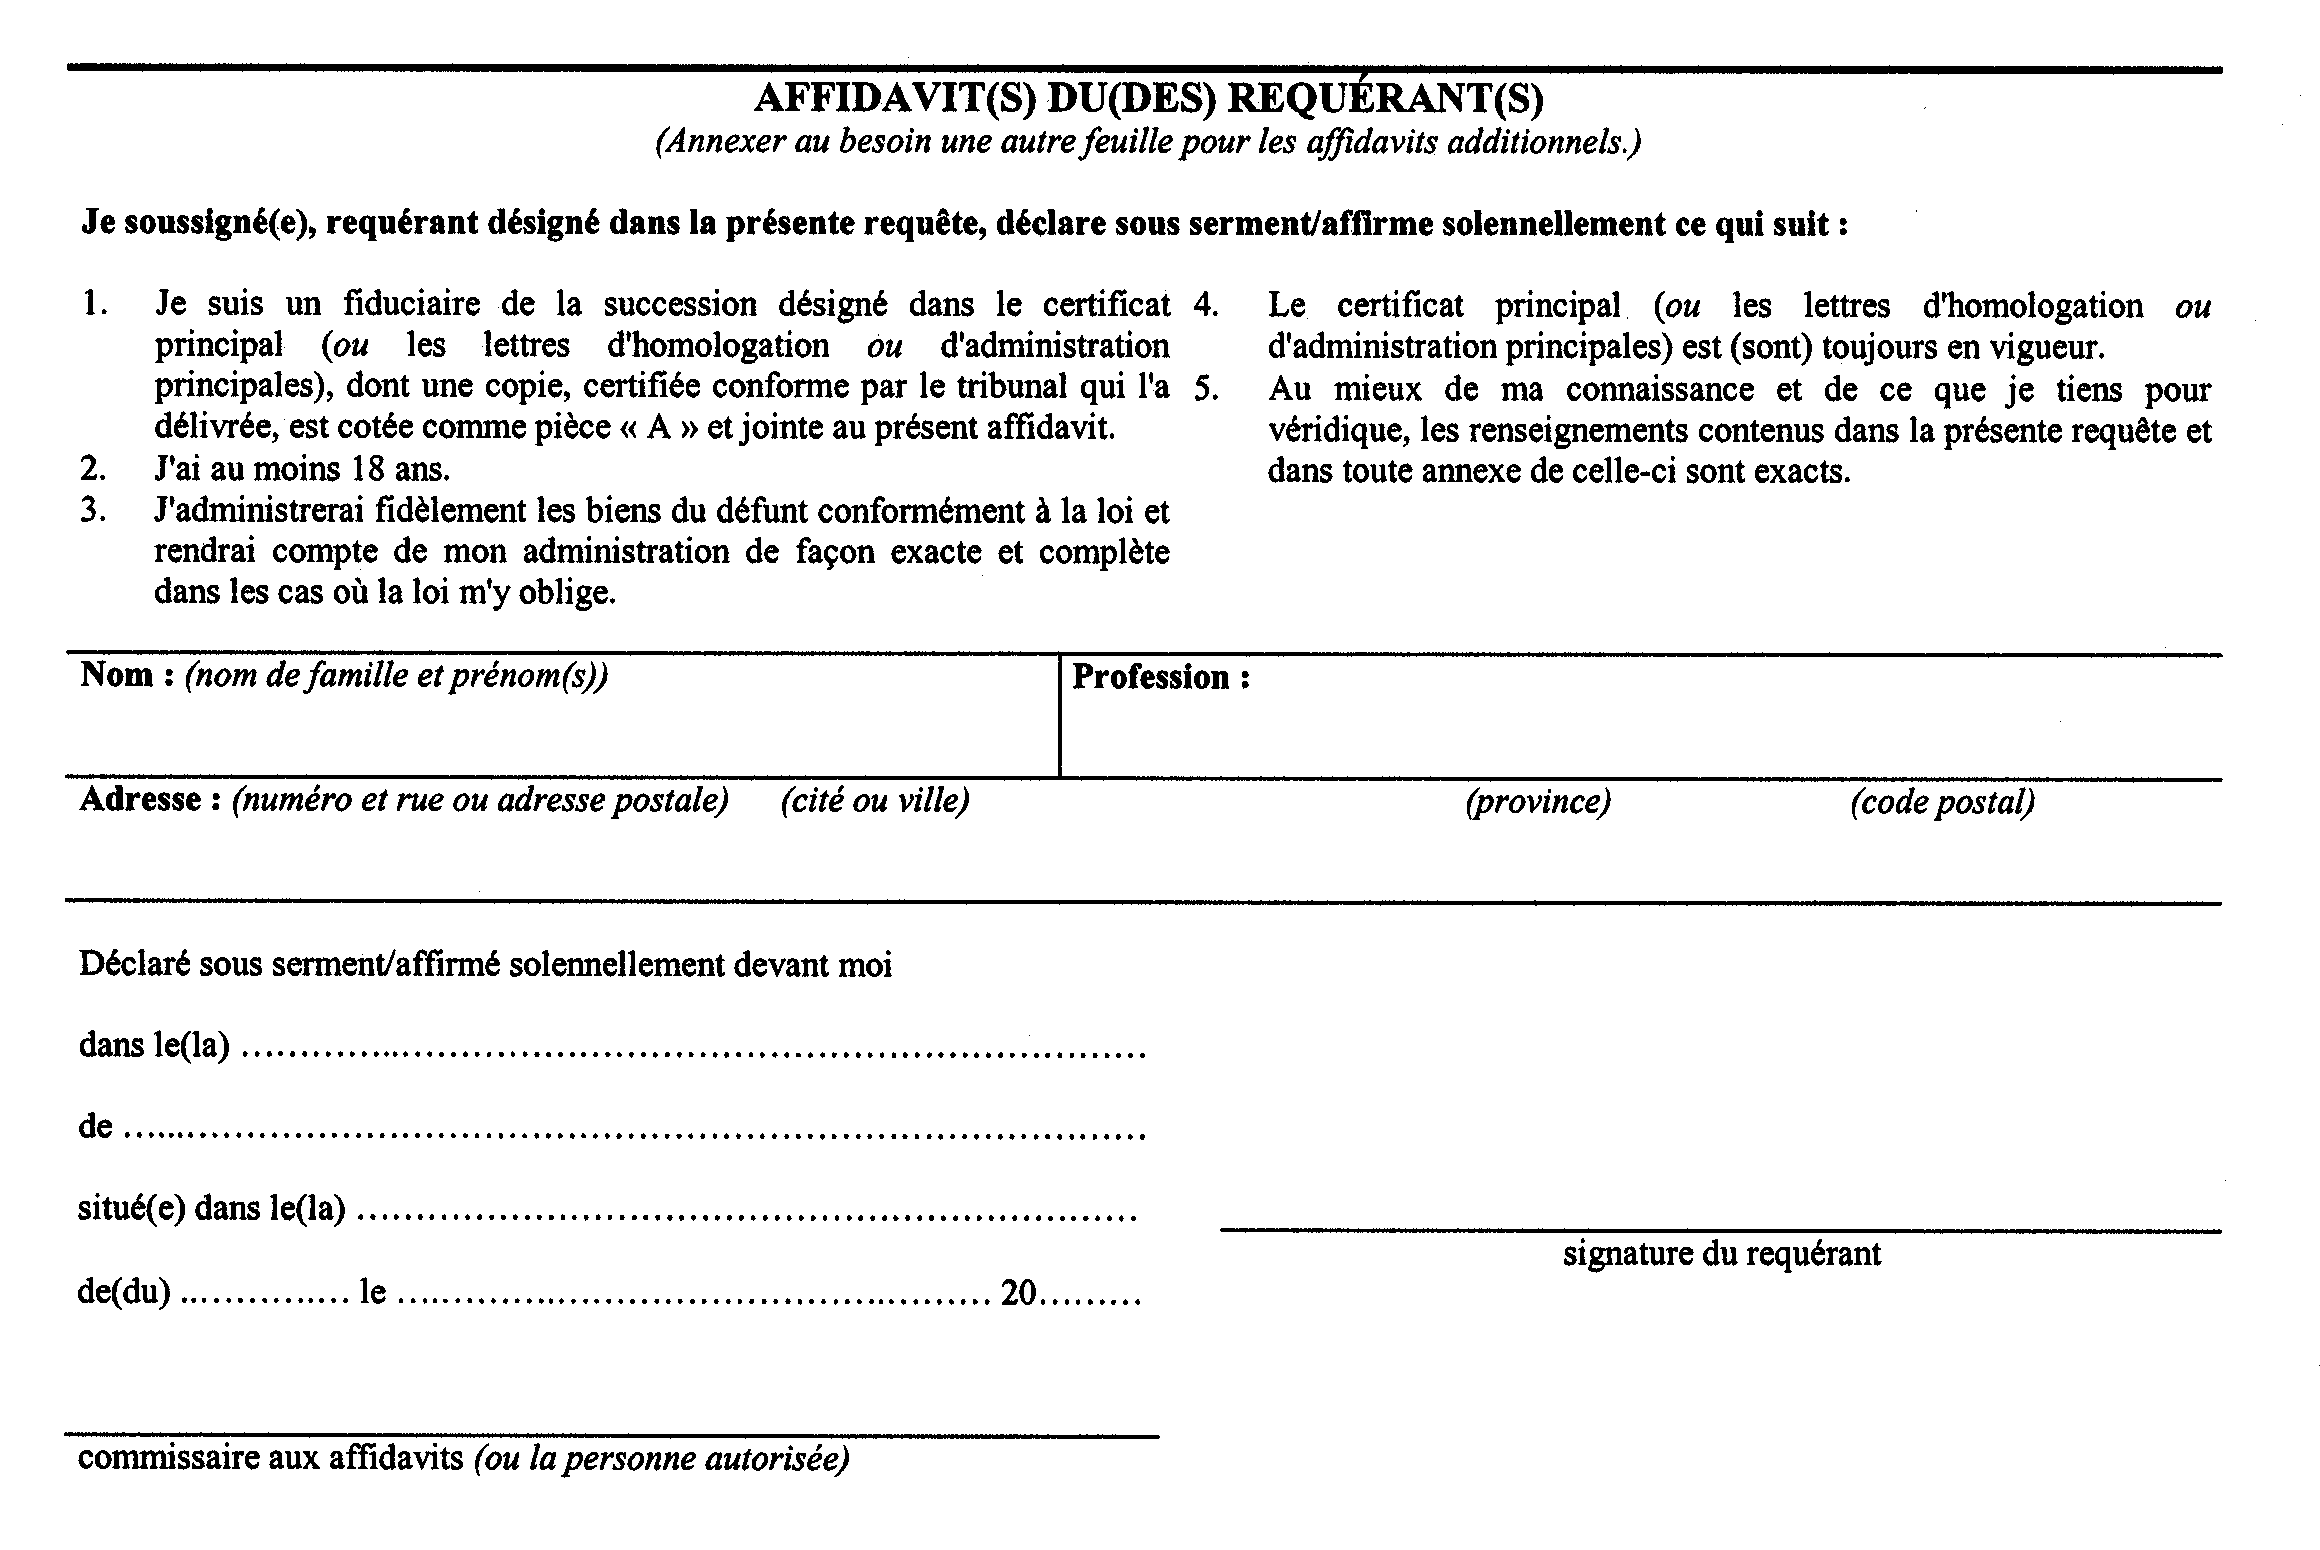 AFFIDAVIT(S) DU(DES) REQUÉRANT(S)
(Annexer au besoin une autre feuille pour les affidavits additionnels.)
Je soussigné(e), requérant désigné dans la présente requête, déclare sous serment/affirme solennellement ce qui suit :
1. Je suis un fiduciaire de la succession désigné dans le certificat
principal (ou les lettres d'homologation ou d'administration
principales), dont une copie, certifiée conforme par le tribunal qui l'a
délivrée, est cotée comme pièce « A » et jointe au présent affidavit.
2. J'ai au moins 18 ans.
3. J'administrerai fidèlement les biens du défunt conformément à la loi et
rendrai compte de mon administration de façon exacte et complète
dans les cas où la loi m'y oblige.
4. Le certificat principal (ou les lettres d'homologation ou
d'administration principales) est (sont) toujours en vigueur.
5. Au mieux de ma connaissance et de ce que je tiens pour
véridique, les renseignements contenus dans la présente requête et
dans toute annexe de celle-ci sont exacts.
Nom : (nom de famille et prénom(s))
Profession :
Adresse : (numéro et rue ou adresse postale) (cité ou ville) (province) (code postal)
Déclaré sous serment/affirmé solennellement devant moi
dans le(la) ..............................................................................
de ........................................................................................
situé(e) dans le(la) ....................................................................
de(du) ............... le ................................................... 20.........
signature du requérant
commissaire aux affidavits (ou la personne autorisée)